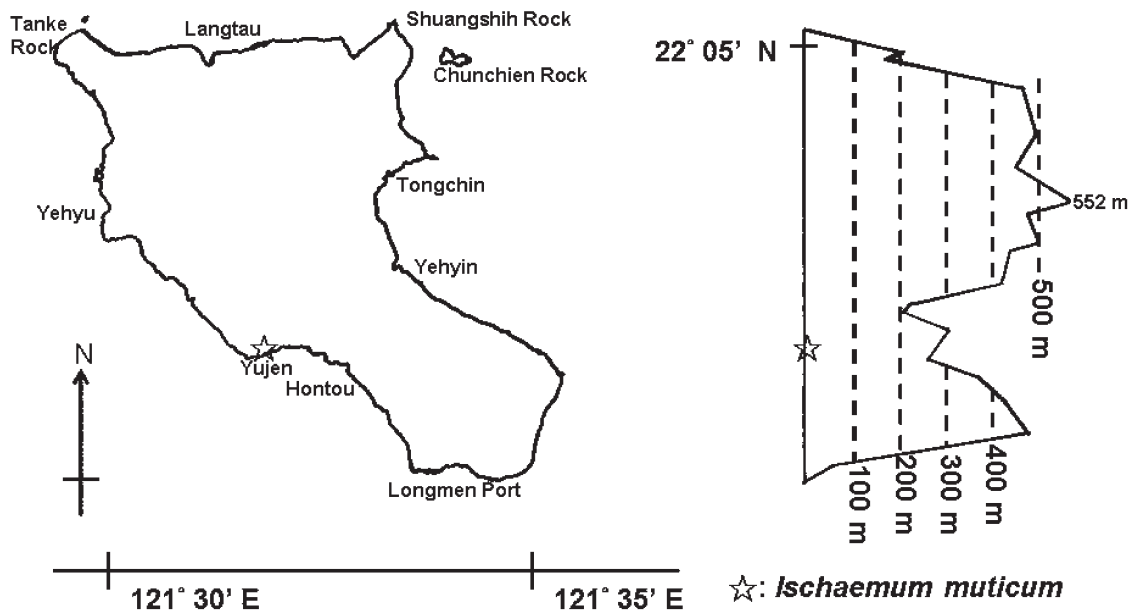 Tanke
Rock
Langtau
Shuangshih Rock
Chunchien Rock
Tongchin
Yehyu
Yehyin
Yujen
Hontou
Longmen Port
N
121° 30’ E
121° 35’ E
22° 05’ N
552 m
500 m
100 m
200 m
300 m
400 m
☆: Ischaemum muticum